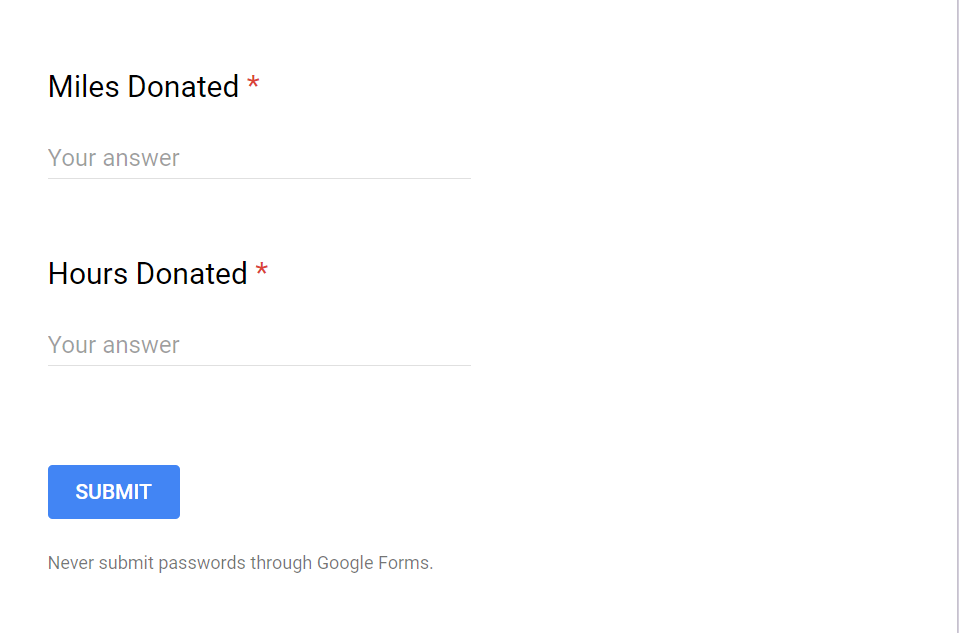 Miles Donated *
Your answer
Hours Donated *
Your answer
SUBMIT
Never submit passwords through Google Forms.